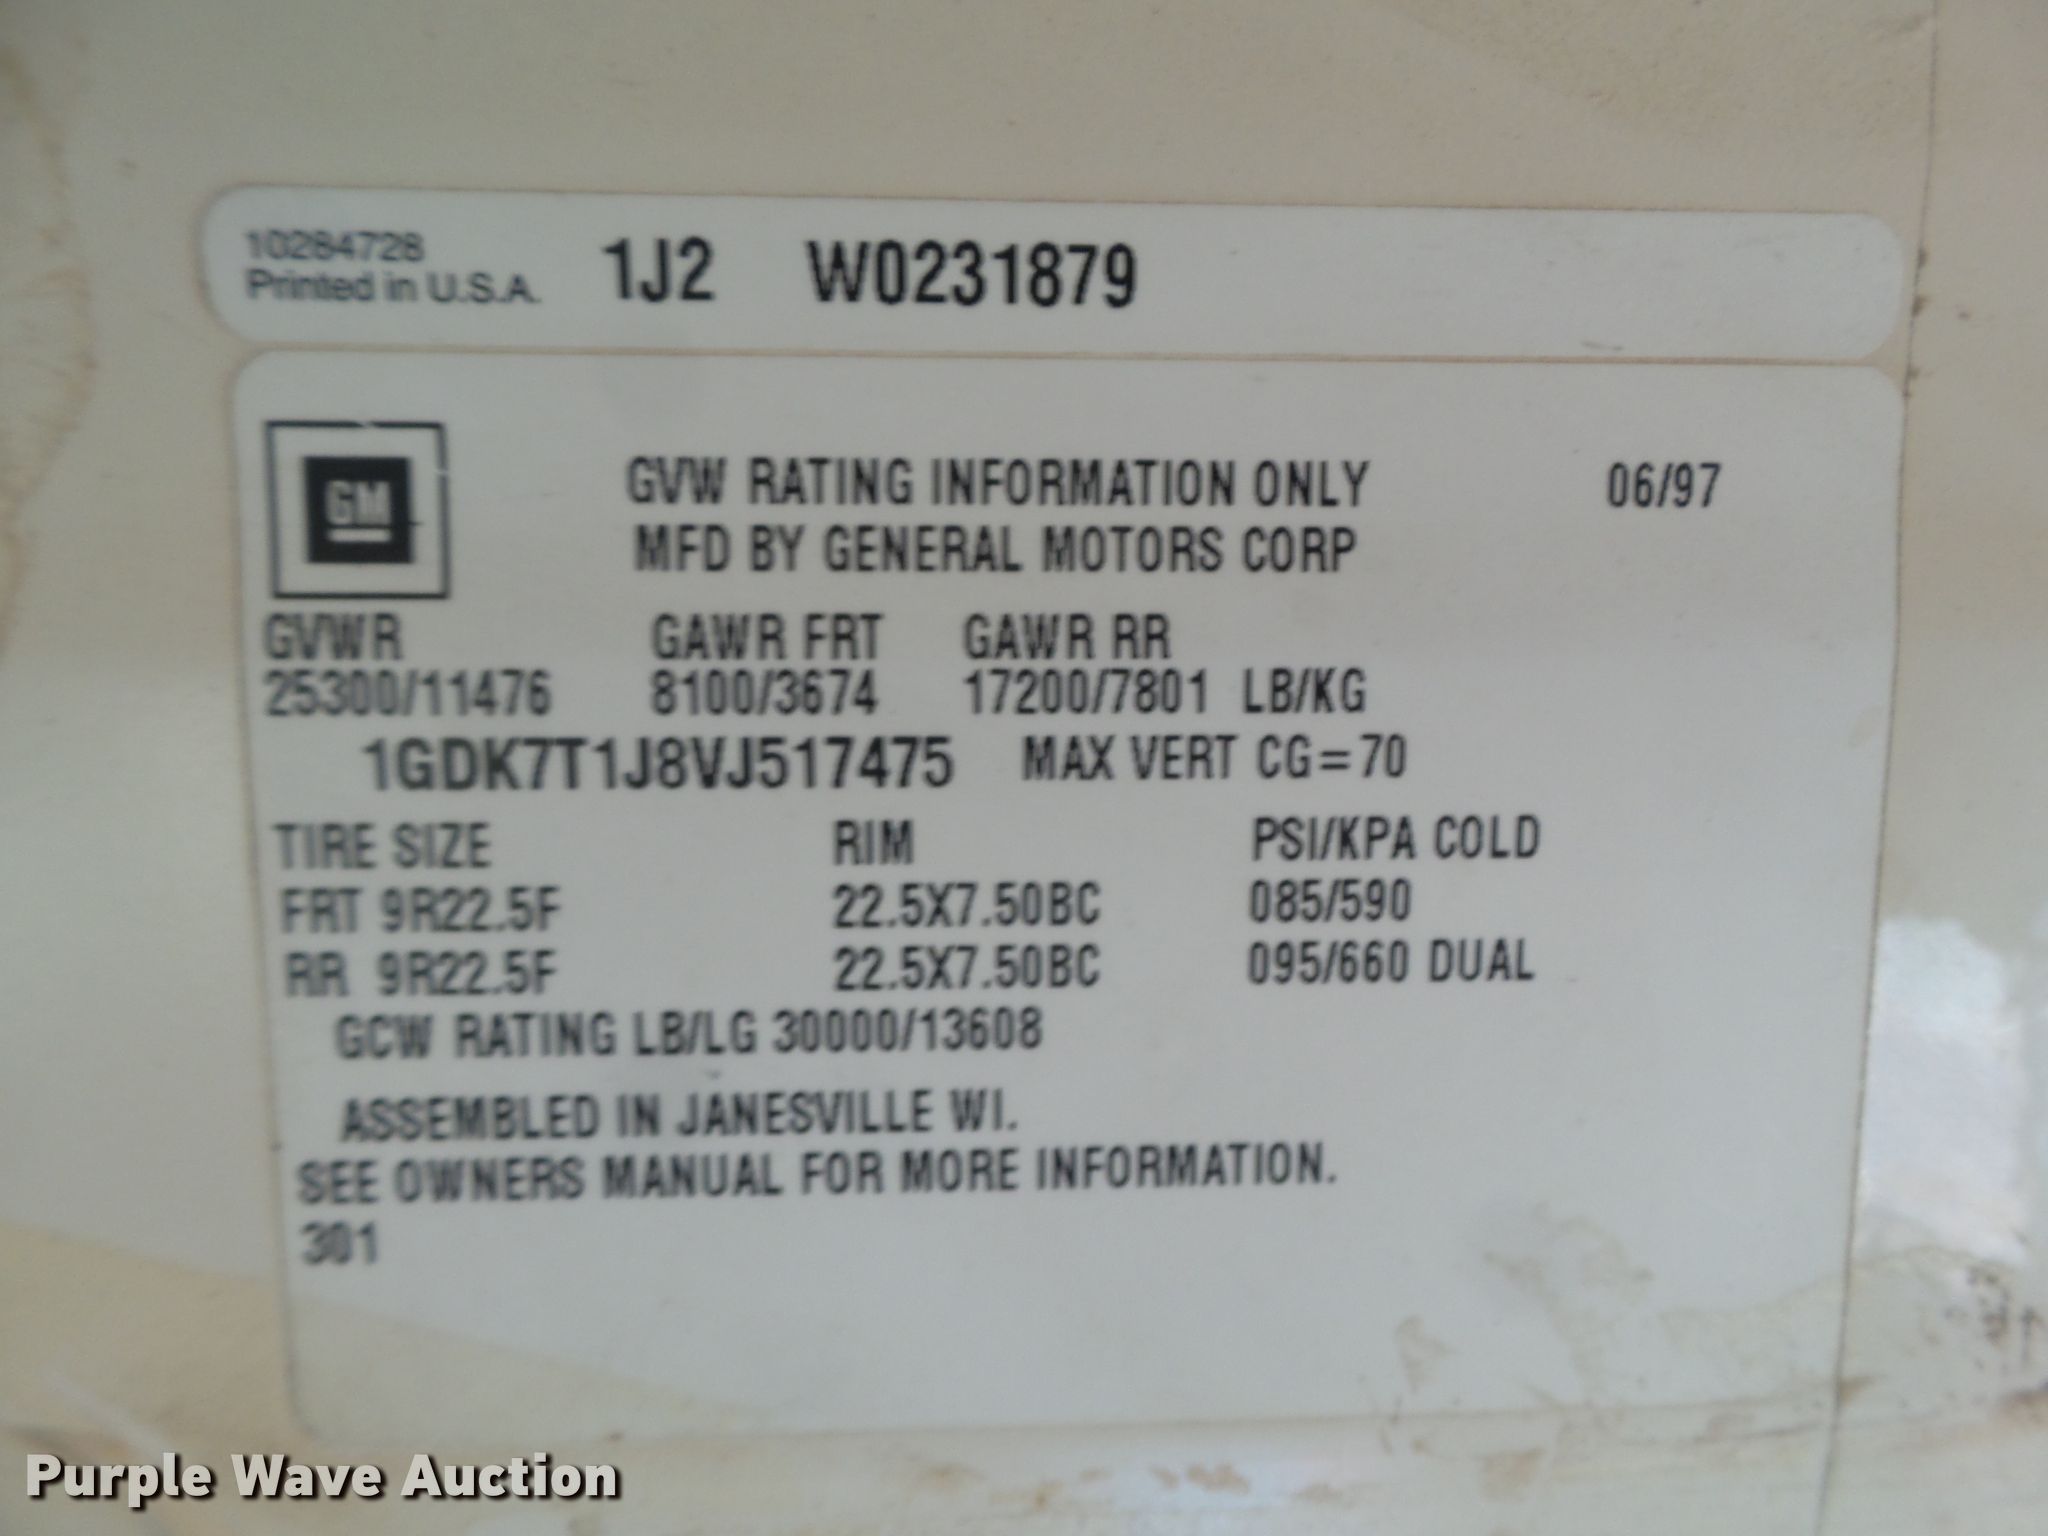 10284728
Printed in U.S.A. 1J2 W0231879
GM
GVW RATING INFORMATION ONLY 06/97
MFD BY GENERAL MOTORS CORP
GVWR GAWR FRT GAWR RR
25300/11476 8100/3674 17200/7801 LB/KG
1GDK7T1J8VJ517475 MAX VERT CG=70
TIRE SIZE RIM PSI/KPA COLD
FRT 9R22.5F 22.5X7.50BC 085/590
RR 9R22.5F 22.5X7.50BC 095/660 DUAL
GCW RATING LB/LG 30000/13608
ASSEMBLED IN JANESVILLE WI.
SEE OWNERS MANUAL FOR MORE INFORMATION.
301
Purple Wave Auction